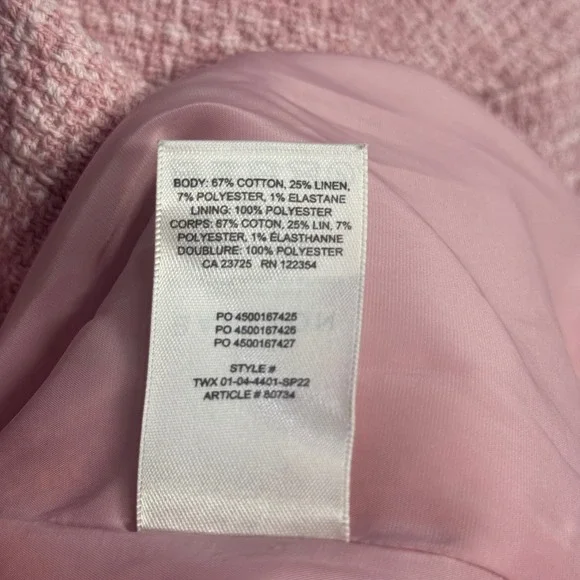 BODY: 67% COTTON, 25% LINEN,
7% POLYESTER, 1% ELASTANE
LINING: 100% POLYESTER
CORPS: 67% COTON, 25% LIN, 7%
POLYESTER, 1% ÉLASTHANNE
DOUBLURE: 100% POLYESTER
CA 23725 RN 122354
PO 4500167425
PO 4500167426
PO 4500167427
STYLE #
TWX 01-04-4401-SP22
ARTICLE # 80734